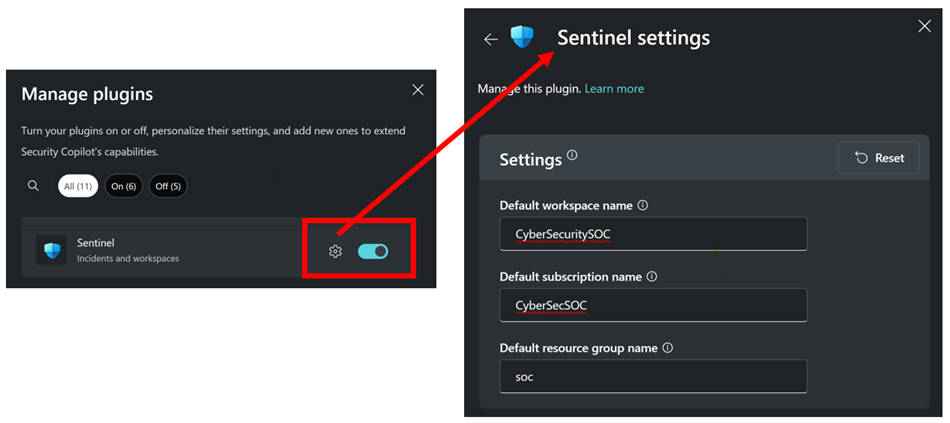 Manage plugins
Turn your plugins on or off, personalize their settings, and add new ones to extend
Security Copilot's capabilities.
All (11)
On (6)
Off (5)
Sentinel
Incidents and workspaces
Sentinel settings
Manage this plugin. Learn more
Settings
Reset
Default workspace name
CyberSecuritySOC
Default subscription name
CyberSecSOC
Default resource group name
soc